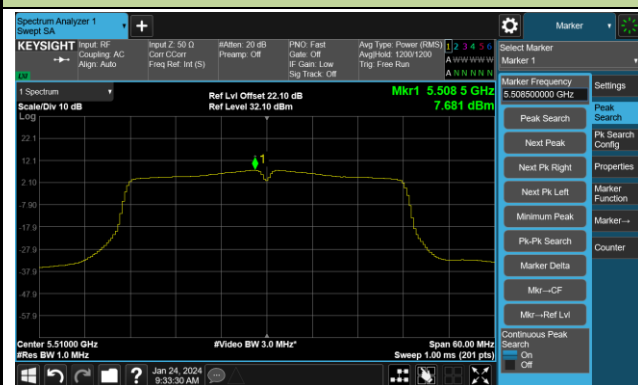 Spectrum Analyzer 1
Swept SA
+
Marker
KEYSIGHT
Input: RF
Coupling: AC
Align: Auto
Input Z: 50 Ω
Corr CCorr
Freq Ref: Int (S)
#Atten: 20 dB
Preamp: Off
PNO: Fast
Gate: Off
IF Gain: Low
Sig Track: Off
Avg Type: Power (RMS)
Avg|Hold: 1200/1200
Trig: Free Run
1 2 3 4 5 6
A W W W W W
A N N N N N
LVI
Select Marker
Marker 1
1 Spectrum
Scale/Div 10 dB
Log
Ref Lvl Offset 22.10 dB
Ref Level 32.10 dBm
Mkr1 5.508 5 GHz
7.681 dBm
22.1
12.1
2.10
-7.90
-17.9
-27.9
-37.9
-47.9
-57.9
1
Center 5.51000 GHz
#Res BW 1.0 MHz
#Video BW 3.0 MHz*
Span 60.00 MHz
Sweep 1.00 ms (201 pts)
Marker Frequency
5.508500000 GHz
Peak Search
Next Peak
Next Pk Right
Next Pk Left
Minimum Peak
Pk-Pk Search
Marker Delta
Mkr→CF
Mkr→Ref Lvl
Continuous Peak
Search
On
Off
Settings
Peak
Search
Pk Search
Config
Properties
Marker
Function
Marker→
Counter
?
Jan 24, 2024
9:33:30 AM